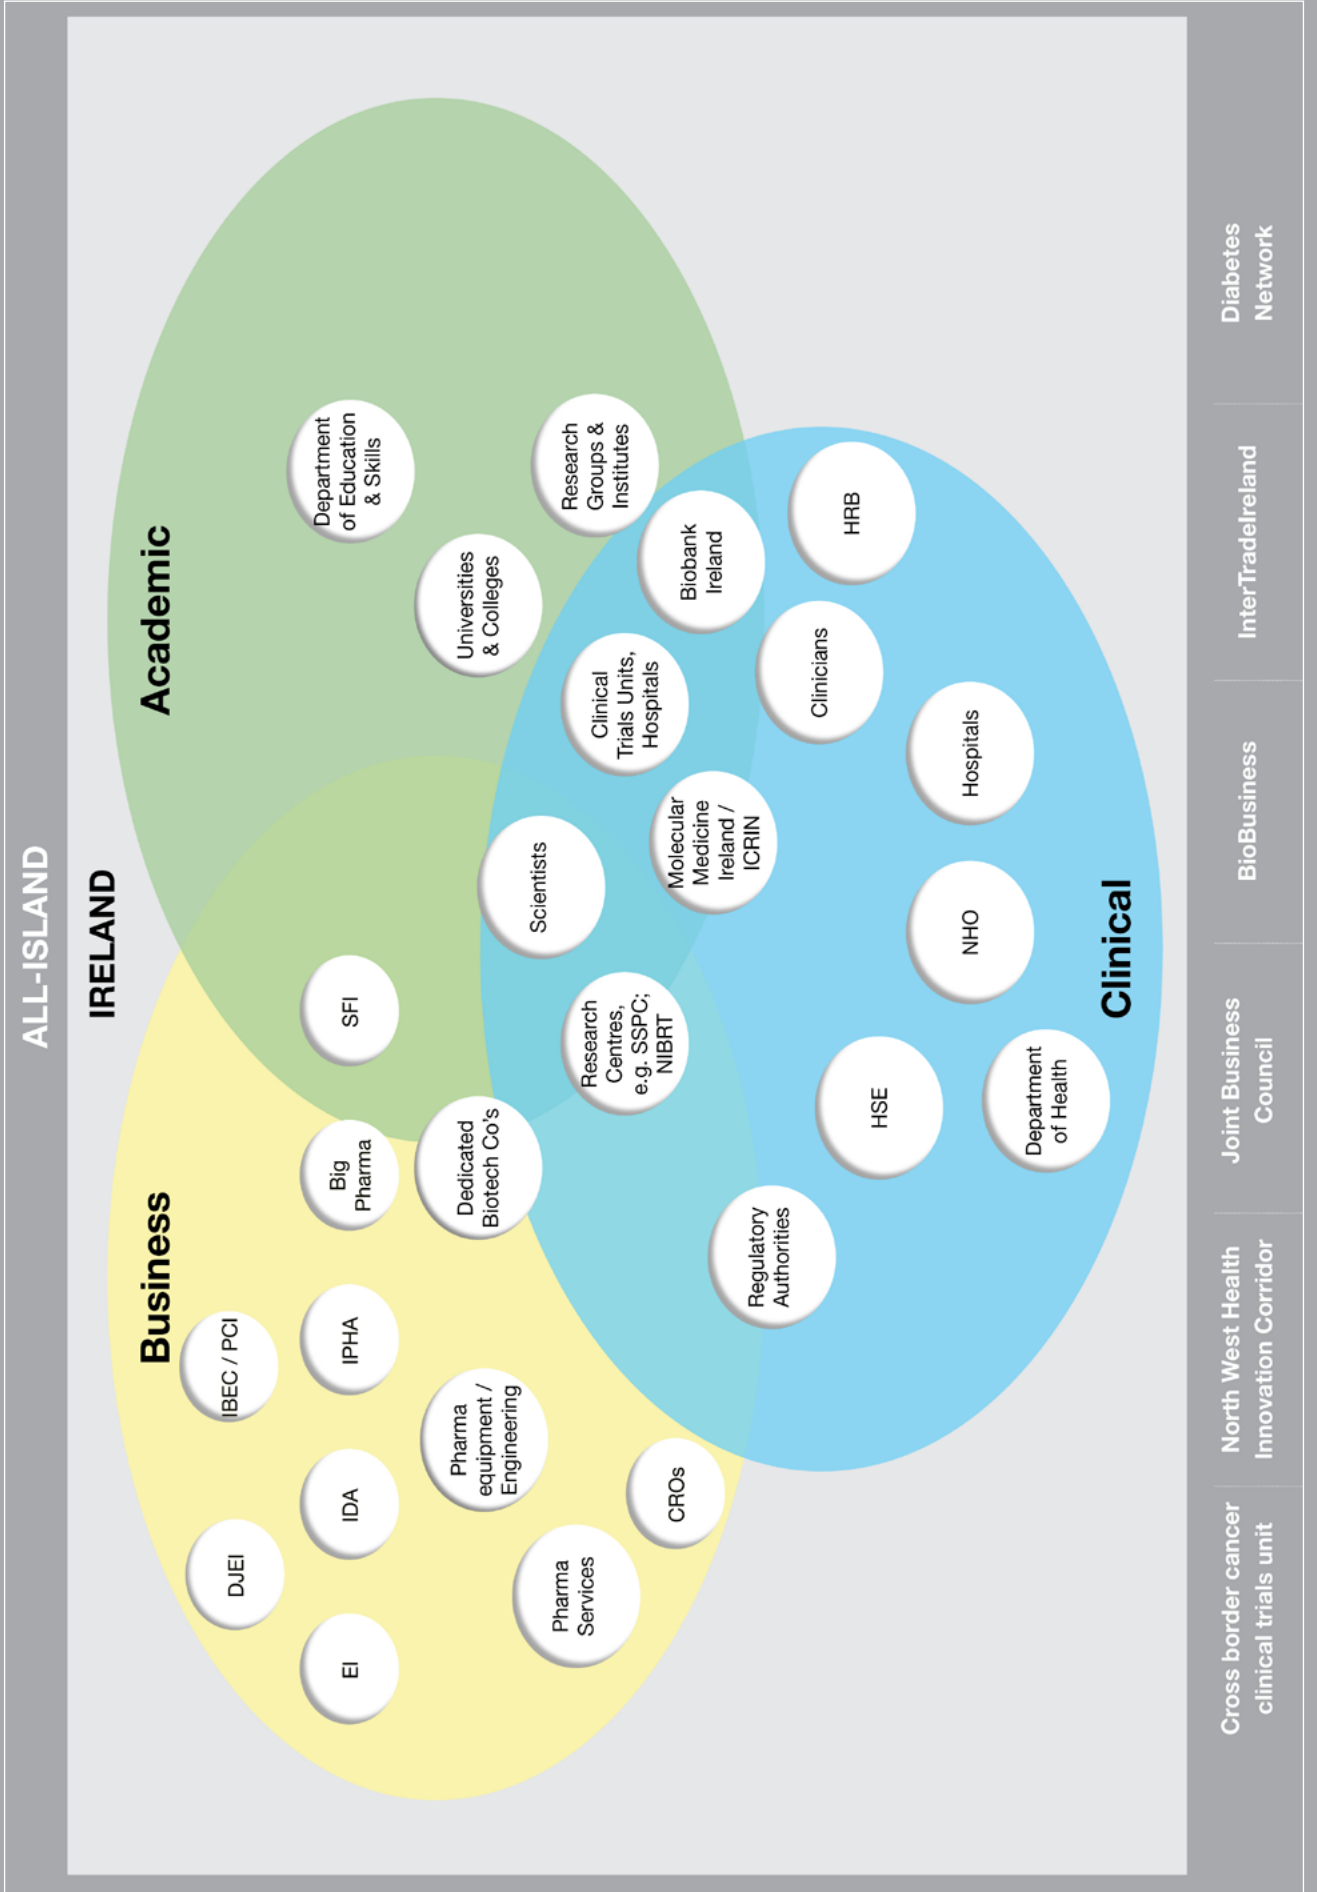 ALL-ISLAND
IRELAND
Business
Academic
Clinical
IBEC / PCI
DJEI
EI
IDA
IPHA
Big
Pharma
SFI
Department
of Education
& Skills
Pharma
equipment /
Engineering
Dedicated
Biotech Co's
Universities
& Colleges
Pharma
Services
CROs
Research
Centres,
e.g. SSPC;
NIBRT
Scientists
Clinical
Trials Units,
Hospitals
Research
Groups &
Institutes
Molecular
Medicine
Ireland /
ICRIN
Biobank
Ireland
Regulatory
Authorities
Clinicians
HRB
HSE
NHO
Hospitals
Department
of Health
Cross border cancer
clinical trials unit
North West Health
Innovation Corridor
Joint Business
Council
BioBusiness
InterTradeIreland
Diabetes
Network